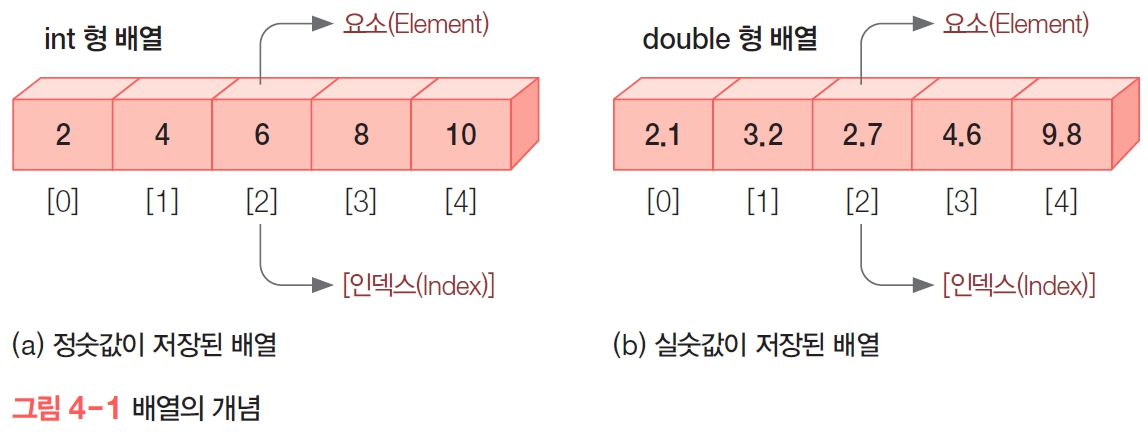 int 형 배열
요소(Element)
2 4 6 8 10
[0] [1] [2] [3] [4]
[인덱스(Index)]
(a) 정숫값이 저장된 배열
double 형 배열
요소(Element)
2.1 3.2 2.7 4.6 9.8
[0] [1] [2] [3] [4]
[인덱스(Index)]
(b) 실숫값이 저장된 배열
그림 4-1 배열의 개념